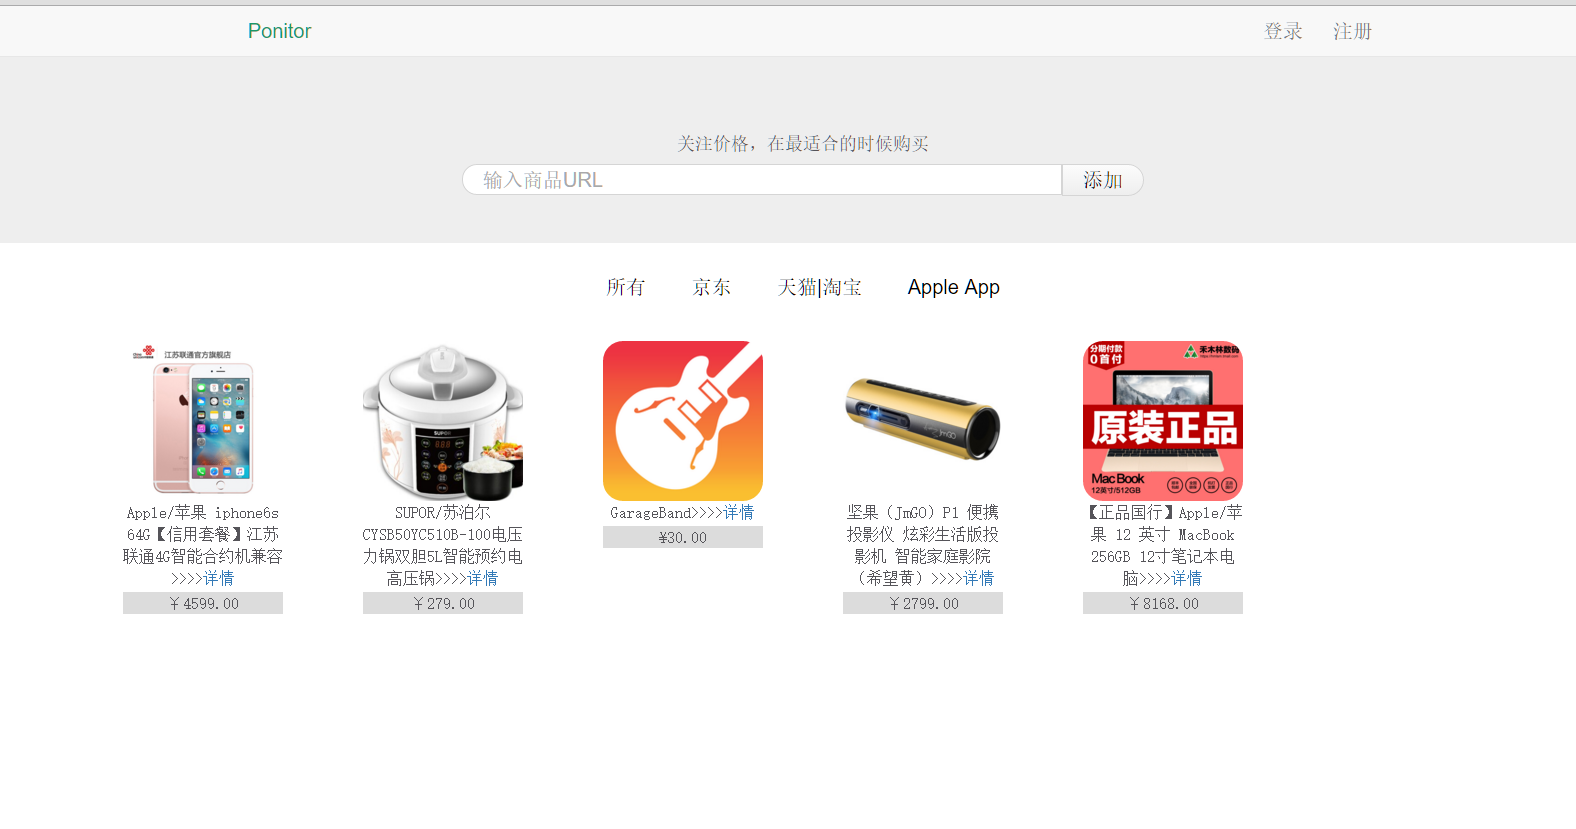 Ponitor
登录
注册
关注价格，在最适合的时候购买
输入商品URL
添加
所有
京东
天猫|淘宝
Apple App
江苏联通官方旗舰店
Apple/苹果 iphone6s
64G【信用套餐】江苏
联通4G智能合约机兼容
>>>>详情
￥4599.00
SUPOR
SUPOR/苏泊尔
CYSB50YC510B-100电压
力锅双胆5L智能预约电
高压锅>>>>详情
￥279.00
GarageBand>>>>详情
¥30.00
JmGO
坚果（JmGO）P1 便携
投影仪 炫彩生活版投
影机 智能家庭影院
（希望黄）>>>>详情
￥2799.00
分期付款
0首付
禾木林数码
原装正品
MacBook
12英寸/512GB
【正品国行】Apple/苹
果 12 英寸 MacBook
256GB 12寸笔记本电
脑>>>>详情
￥8168.00